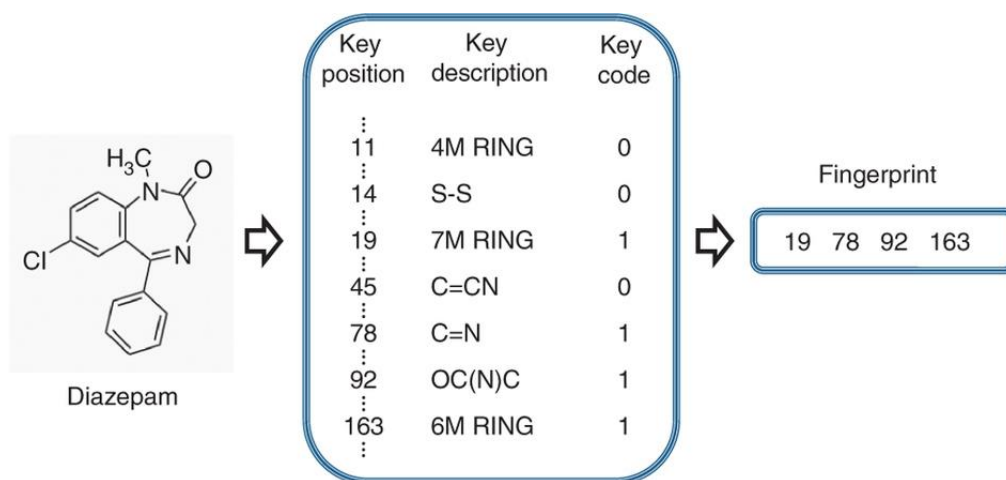 Key position Key description Key code
11 4M RING 0
14 S-S 0
19 7M RING 1
45 C=CN 0
78 C=N 1
92 OC(N)C 1
163 6M RING 1
H₃C
O
N
Cl
N
Diazepam
Fingerprint
19 78 92 163